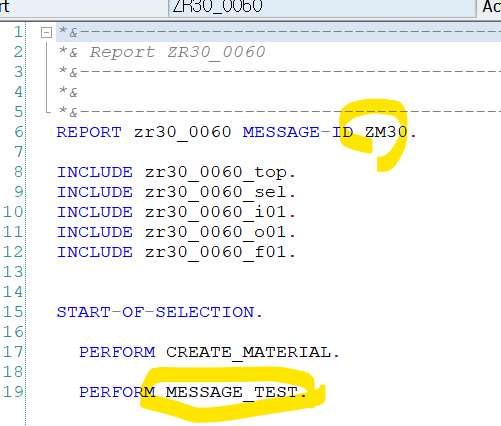 rt ZR30_0060 Ac
1 *&---------------------------------------------------------------------
2 *& Report ZR30_0060
3 *&---------------------------------------------------------------------
4 *&
5 *&---------------------------------------------------------------------
6 REPORT zr30_0060 MESSAGE-ID ZM30.
7
8 INCLUDE zr30_0060_top.
9 INCLUDE zr30_0060_sel.
10 INCLUDE zr30_0060_i01.
11 INCLUDE zr30_0060_o01.
12 INCLUDE zr30_0060_f01.
13
14
15 START-OF-SELECTION.
16
17 PERFORM CREATE_MATERIAL.
18
19 PERFORM MESSAGE_TEST.